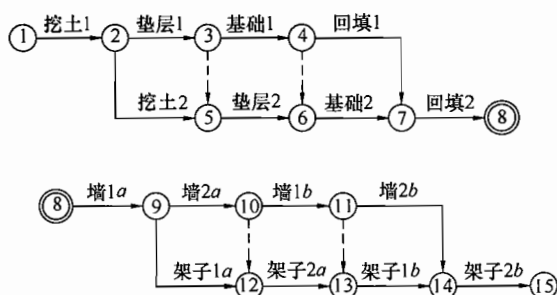 挖土1 垫层1 基础1 回填1
① ② ③ ④
挖土2 垫层2 基础2 回填2
⑤ ⑥ ⑦ ⑧
墙1a 墙2a 墙1b 墙2b
⑧ ⑨ ⑩ ⑪
架子1a 架子2a 架子1b 架子2b
⑫ ⑬ ⑭ ⑮